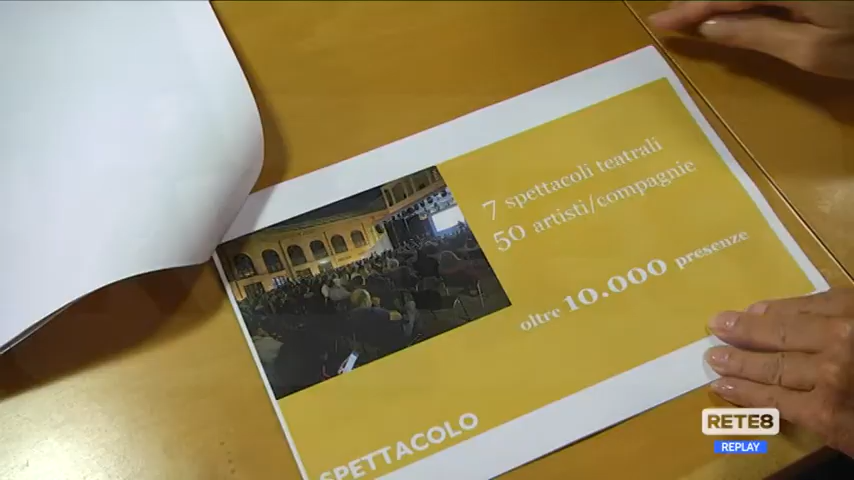 7 spettacoli teatrali
50 artisti/compagnie
oltre 10.000 presenze
SPETTACOLO
RETE8
REPLAY